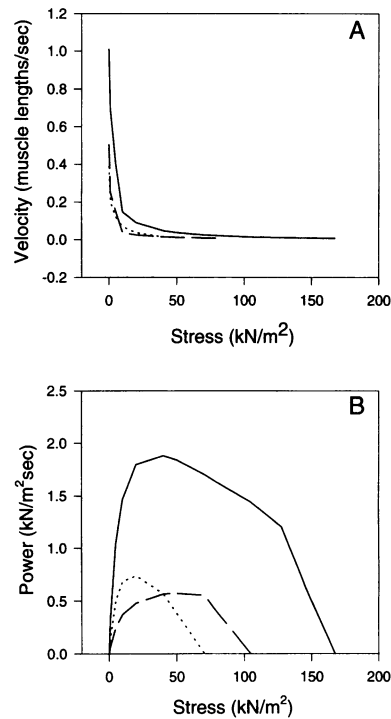 A
1.2
1.0
0.8
0.6
0.4
0.2
0.0
-0.2
Velocity (muscle lengths/sec)
0 50 100 150 200
Stress (kN/m²)
B
2.5
2.0
1.5
1.0
0.5
0.0
Power (kN/m²sec)
0 50 100 150 200
Stress (kN/m²)